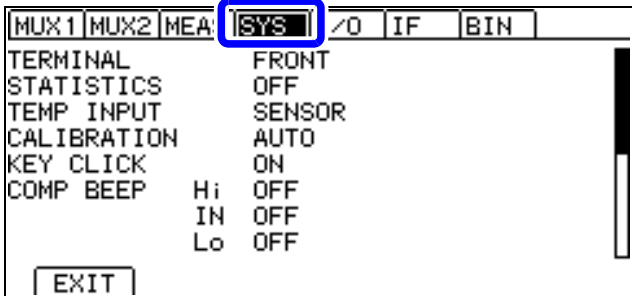 MUX1 MUX2 MEA SYS /O IF BIN
TERMINAL FRONT
STATISTICS OFF
TEMP INPUT SENSOR
CALIBRATION AUTO
KEY CLICK ON
COMP BEEP Hi OFF
IN OFF
Lo OFF
EXIT